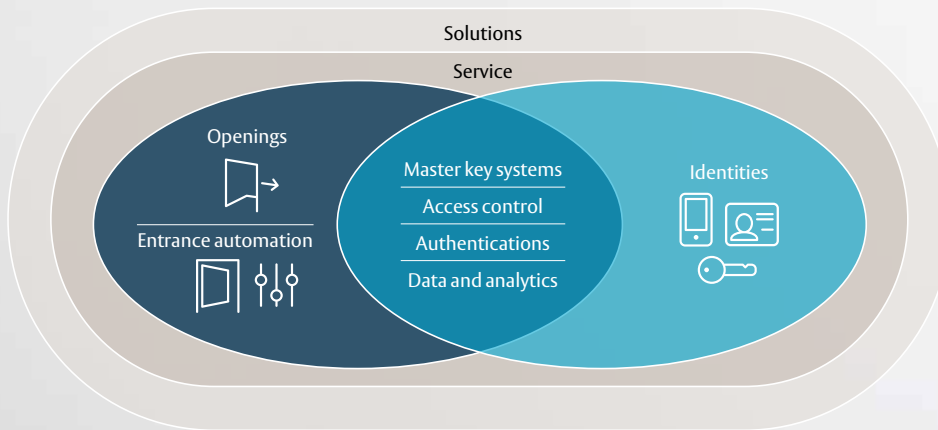 Solutions
Service
Openings
Entrance automation
Master key systems
Access control
Authentications
Data and analytics
Identities